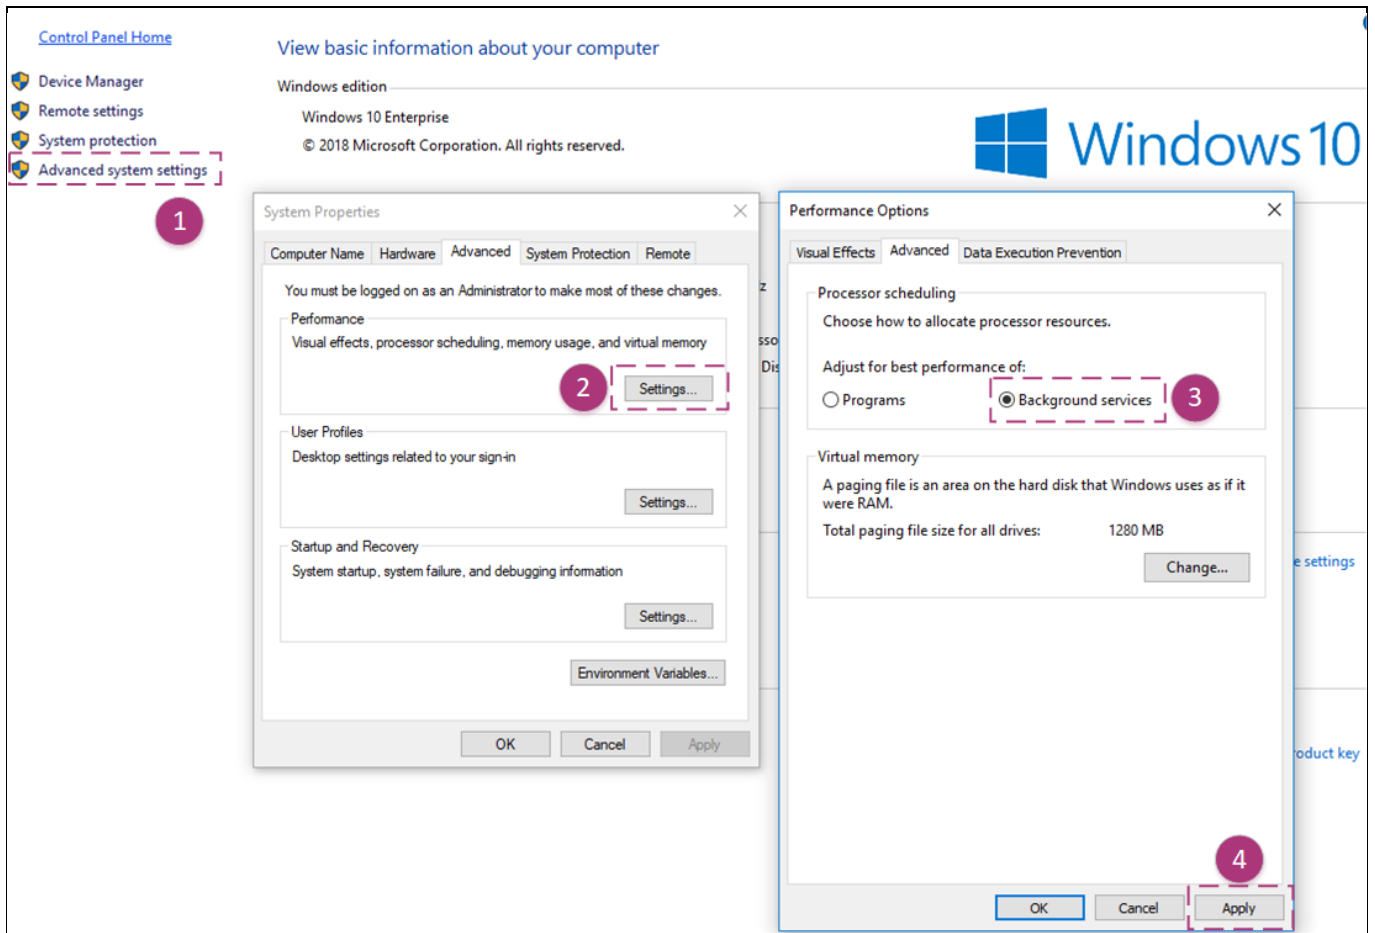 Control Panel Home
Device Manager
Remote settings
System protection
Advanced system settings
1
View basic information about your computer
Windows edition
Windows 10 Enterprise
© 2018 Microsoft Corporation. All rights reserved.
Windows 10
System Properties
Computer Name Hardware Advanced System Protection Remote
You must be logged on as an Administrator to make most of these changes.
Performance
Visual effects, processor scheduling, memory usage, and virtual memory
2 Settings...
User Profiles
Desktop settings related to your sign-in
Settings...
Startup and Recovery
System startup, system failure, and debugging information
Settings...
Environment Variables...
OK Cancel Apply
Performance Options
Visual Effects Advanced Data Execution Prevention
Processor scheduling
Choose how to allocate processor resources.
Adjust for best performance of:
Programs Background services 3
Virtual memory
A paging file is an area on the hard disk that Windows uses as if it
were RAM.
Total paging file size for all drives: 1280 MB
Change...
4
OK Cancel Apply
z
sso
Dis
e settings
roduct key